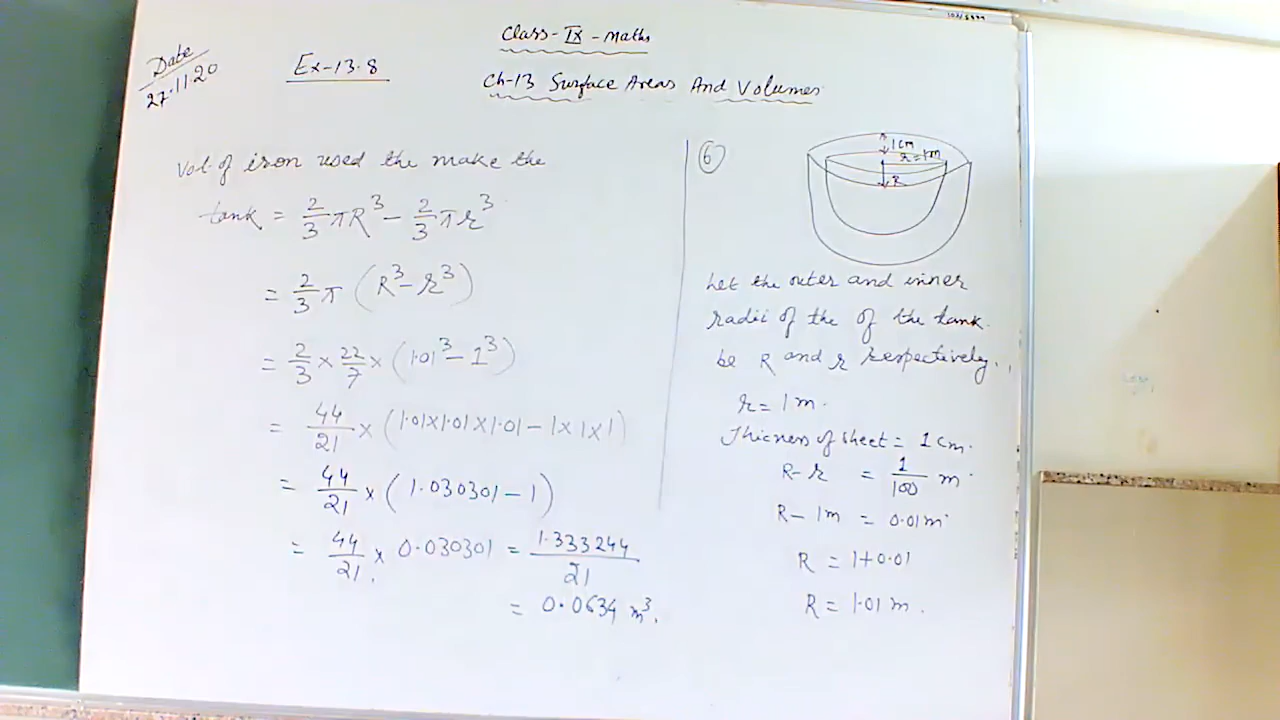 Class-IX-Maths
Date
27.11.20
Ex-13.8
Ch-13 Surface Areas And Volumes
Vol of iron used the make the
tank = 2/3 πR³ - 2/3 πr³
= 2/3 π (R³ - r³)
= 2/3 × 22/7 × (1.01³ - 1³)
= 44/21 × (1.01×1.01×1.01 - 1×1×1)
= 44/21 × (1.030301 - 1)
= 44/21 × 0.030301 = 1.333244/21
= 0.0634 m³.
6
1cm
r=1m
R
Let the outer and inner
radii of the of the tank.
be R and r respectively.
r = 1m.
Thicness of sheet = 1cm.
R-r = 1/100 m
R-1m = 0.01m
R = 1+0.01
R = 1.01m.